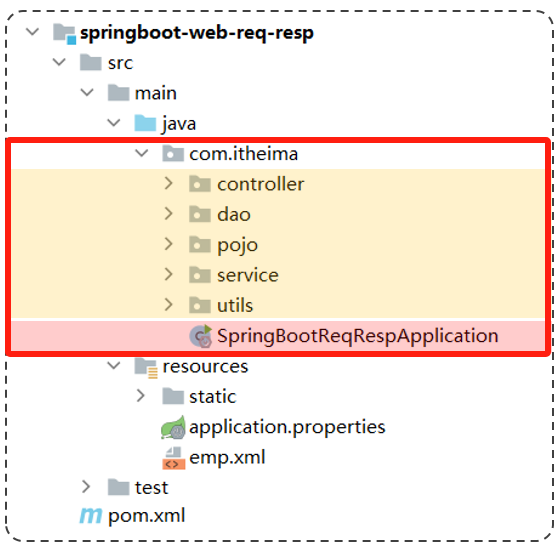 springboot-web-req-resp
src
main
java
com.itheima
controller
dao
pojo
service
utils
SpringBootReqRespApplication
resources
static
application.properties
emp.xml
test
pom.xml